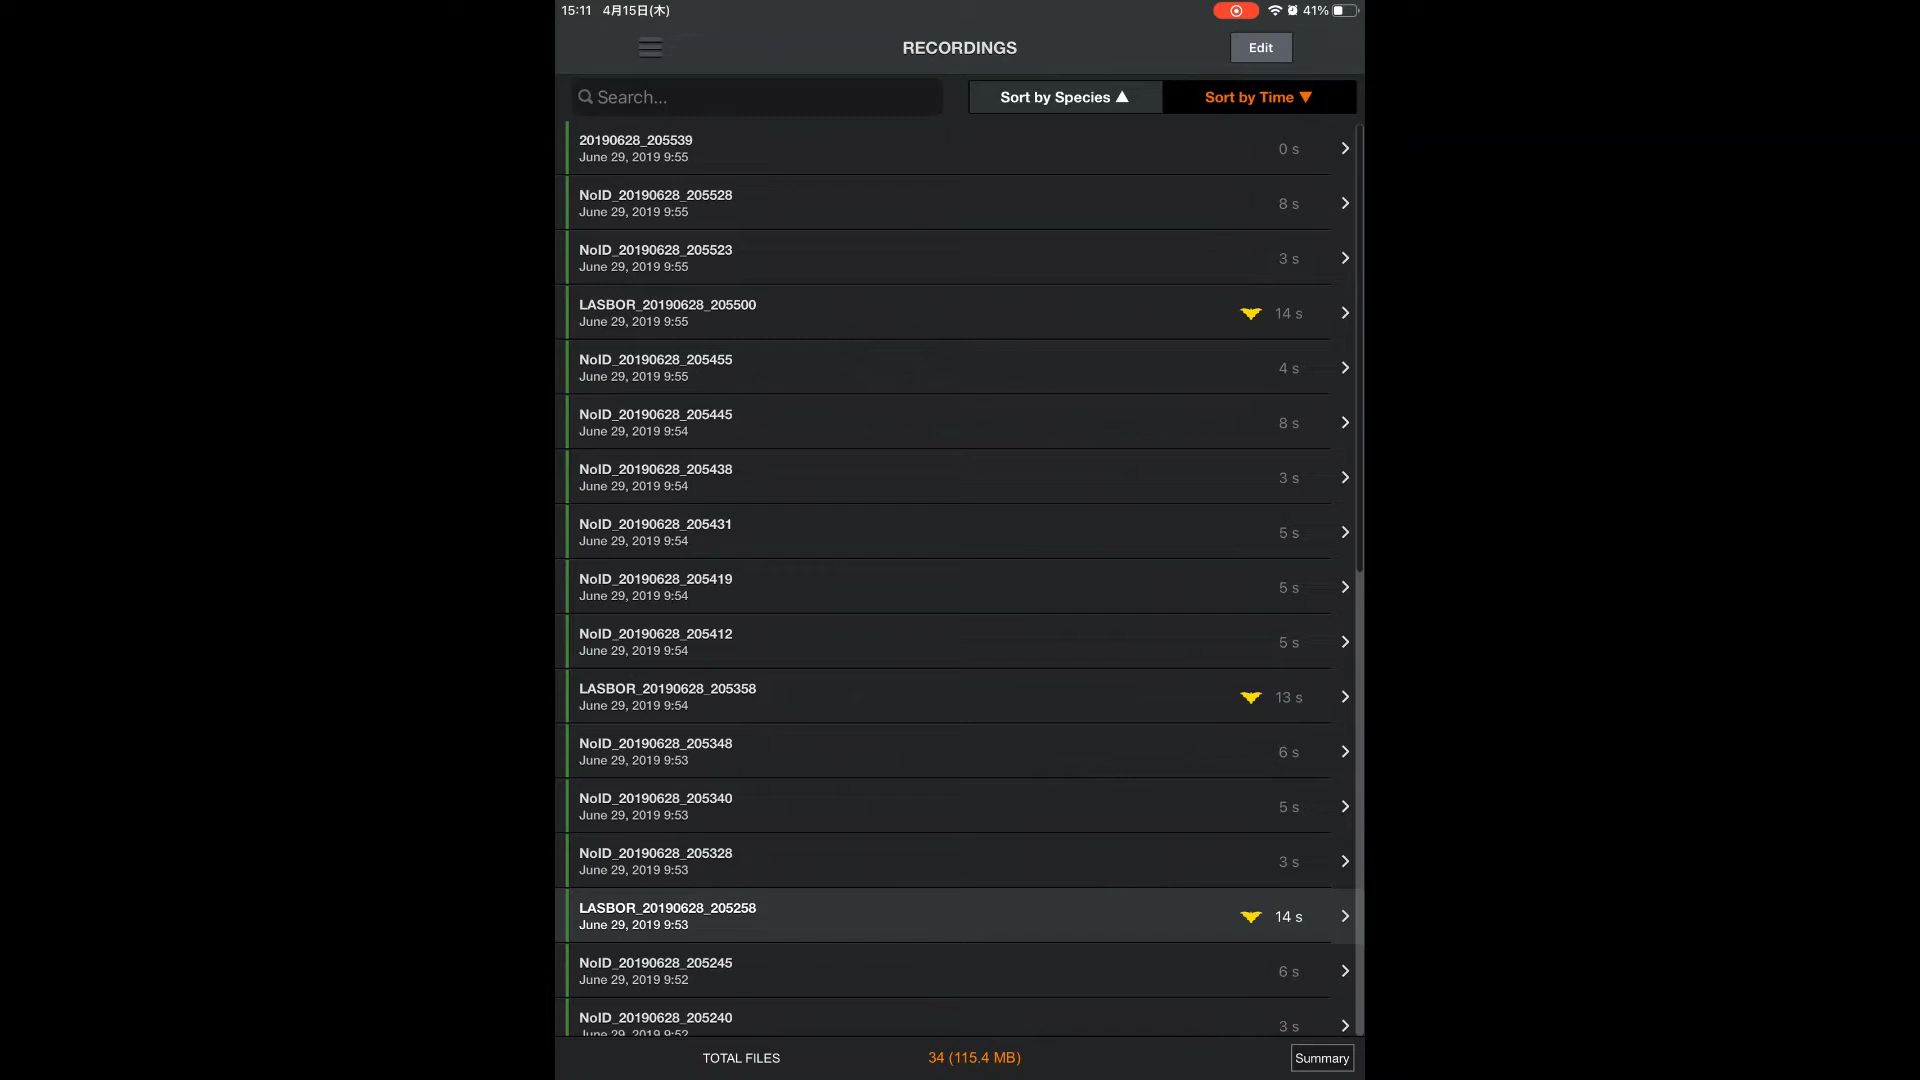 15:11 4月15日(木) 41%
RECORDINGS
Edit
Search...
Sort by Species ▲
Sort by Time ▼
20190628_205539
June 29, 2019 9:55
0 s
NoID_20190628_205528
June 29, 2019 9:55
8 s
NoID_20190628_205523
June 29, 2019 9:55
3 s
LASBOR_20190628_205500
June 29, 2019 9:55
14 s
NoID_20190628_205455
June 29, 2019 9:55
4 s
NoID_20190628_205445
June 29, 2019 9:54
8 s
NoID_20190628_205438
June 29, 2019 9:54
3 s
NoID_20190628_205431
June 29, 2019 9:54
5 s
NoID_20190628_205419
June 29, 2019 9:54
5 s
NoID_20190628_205412
June 29, 2019 9:54
5 s
LASBOR_20190628_205358
June 29, 2019 9:54
13 s
NoID_20190628_205348
June 29, 2019 9:53
6 s
NoID_20190628_205340
June 29, 2019 9:53
5 s
NoID_20190628_205328
June 29, 2019 9:53
3 s
LASBOR_20190628_205258
June 29, 2019 9:53
14 s
NoID_20190628_205245
June 29, 2019 9:52
6 s
NoID_20190628_205240
June 29, 2019 9:52
3 s
TOTAL FILES
34 (115.4 MB)
Summary